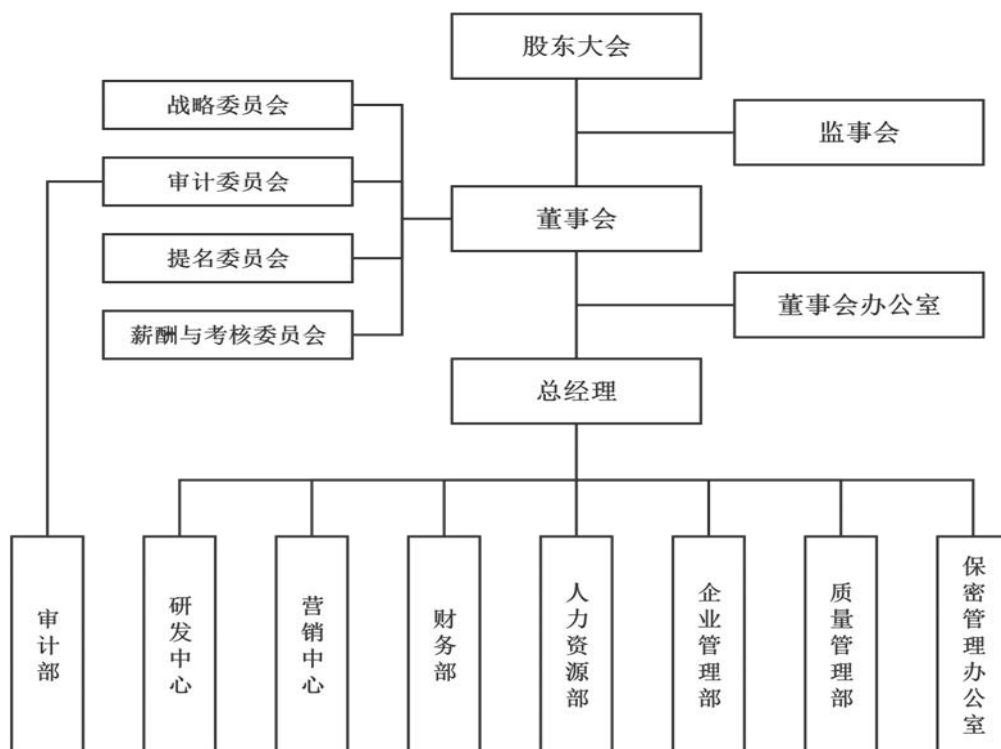 股东大会
战略委员会
监事会
审计委员会
董事会
提名委员会
董事会办公室
薪酬与考核委员会
总经理
审计部
研发中心
营销中心
财务部
人力资源部
企业管理部
质量管理部
保密管理办公室